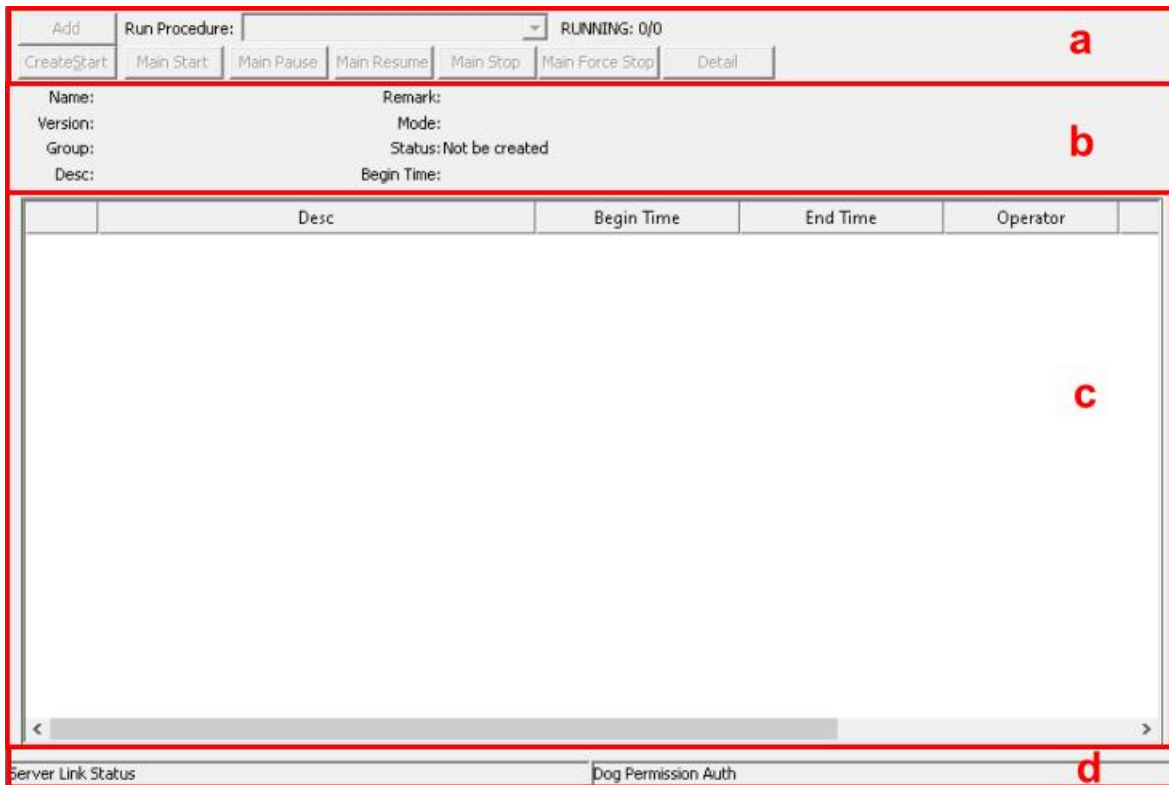 Add Run Procedure: RUNNING: 0/0 a
CreateStart Main Start Main Pause Main Resume Main Stop Main Force Stop Detail
Name: Remark:
Version: Mode: b
Group: Status: Not be created
Desc: Begin Time:
Desc Begin Time End Time Operator
c
Server Link Status Dog Permission Auth d